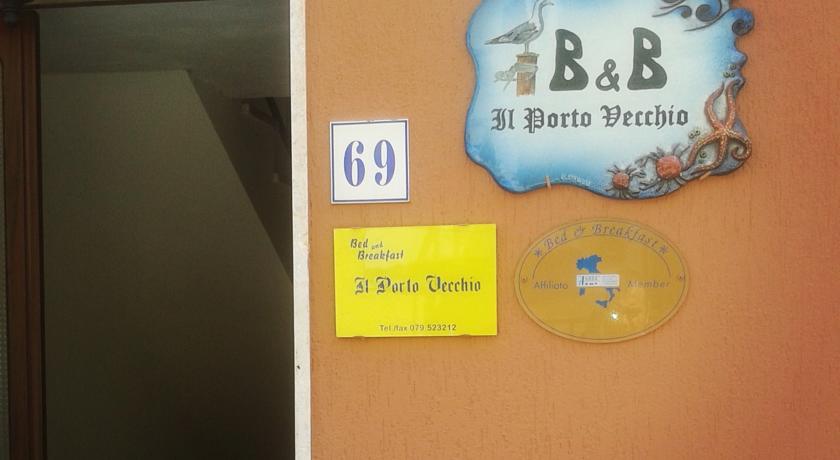 B & B
Il Porto Vecchio
69
Bed and
Breakfast
Il Porto Vecchio
Tel./fax 079.523212
Bed & Breakfast
Affiliato Member